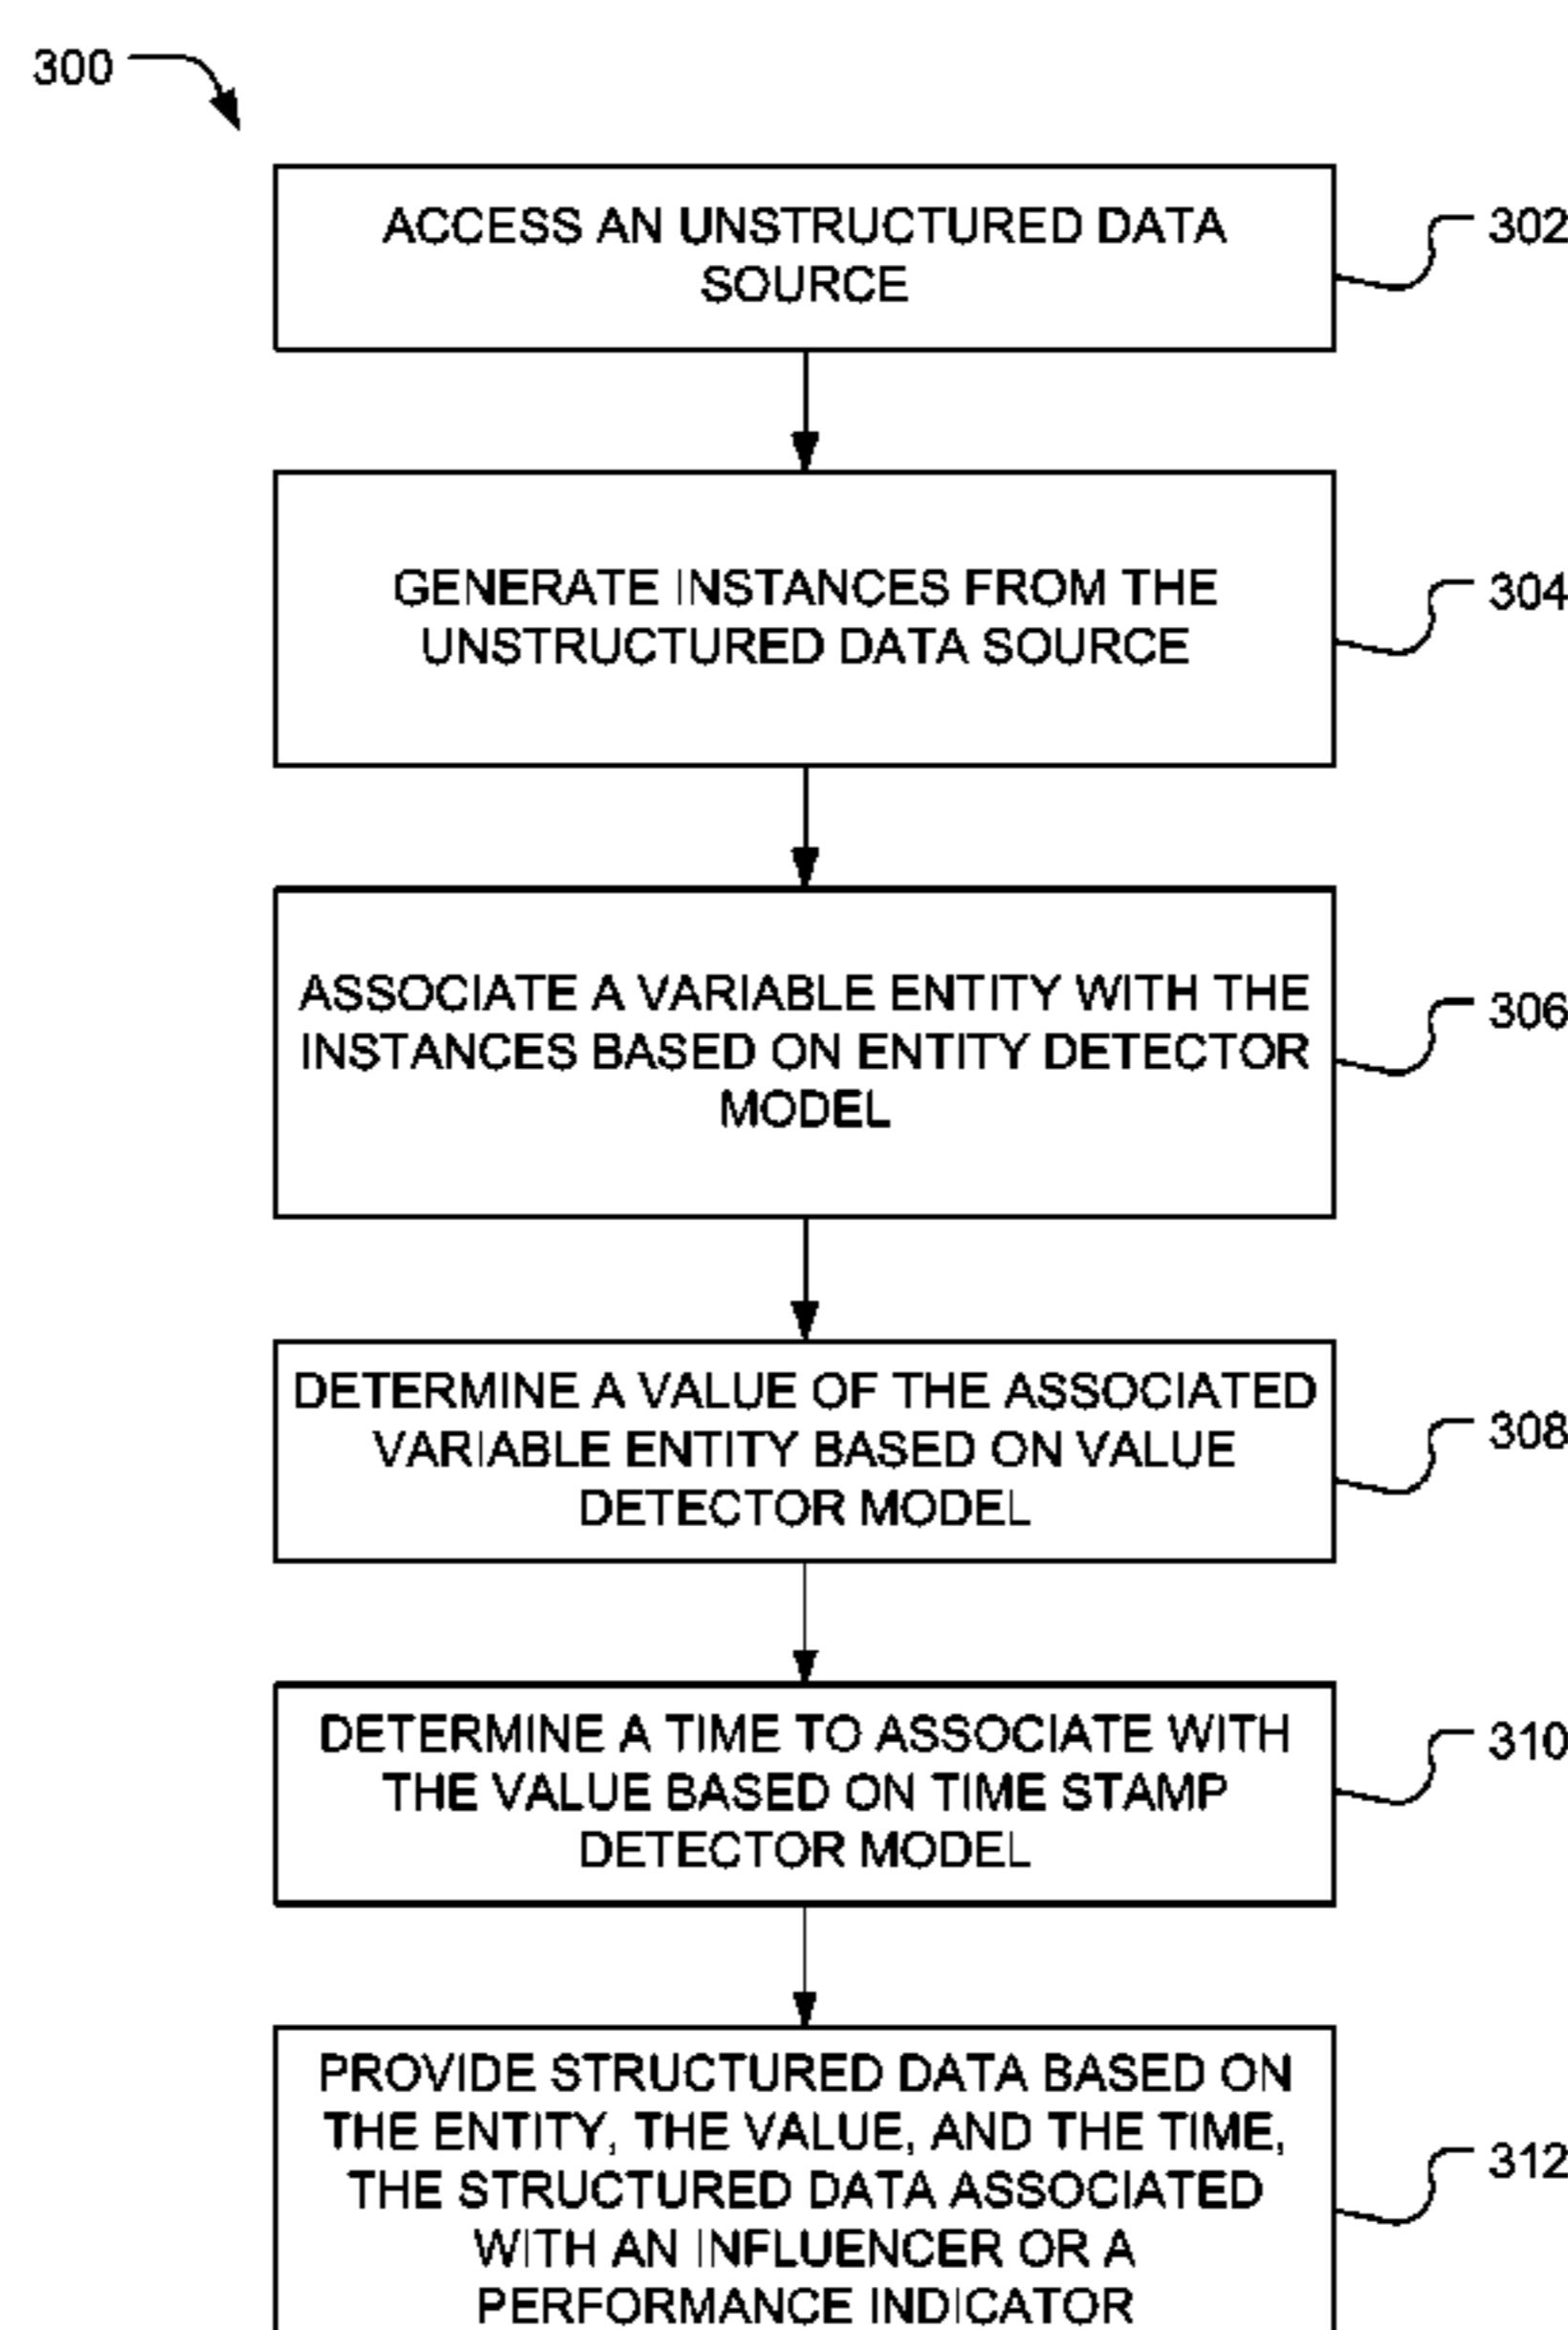 300
ACCESS AN UNSTRUCTURED DATA
SOURCE
302
GENERATE INSTANCES FROM THE
UNSTRUCTURED DATA SOURCE
304
ASSOCIATE A VARIABLE ENTITY WITH THE
INSTANCES BASED ON ENTITY DETECTOR
MODEL
306
DETERMINE A VALUE OF THE ASSOCIATED
VARIABLE ENTITY BASED ON VALUE
DETECTOR MODEL
308
DETERMINE A TIME TO ASSOCIATE WITH
THE VALUE BASED ON TIME STAMP
DETECTOR MODEL
310
PROVIDE STRUCTURED DATA BASED ON
THE ENTITY, THE VALUE, AND THE TIME,
THE STRUCTURED DATA ASSOCIATED
WITH AN INFLUENCER OR A
PERFORMANCE INDICATOR
312